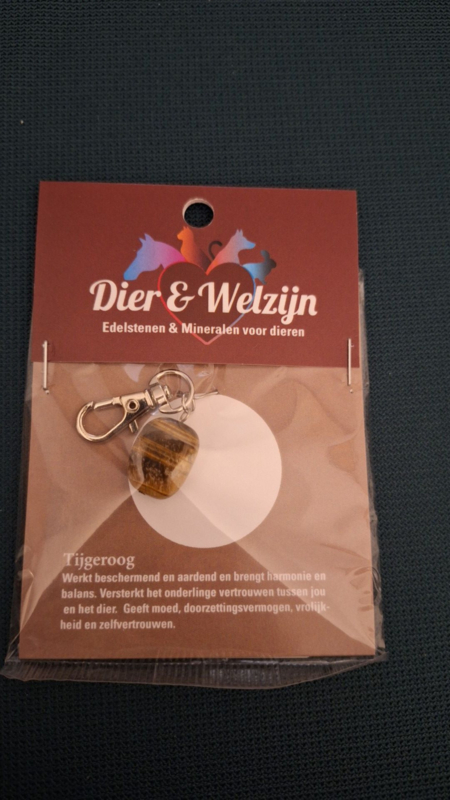 Dier & Welzijn
Edelstenen & Mineralen voor dieren
Tijgeroog
Werkt beschermend en aardend en brengt harmonie en
balans. Versterkt het onderlinge vertrouwen tussen jou
en het dier. Geeft moed, doorzettingsvermogen, vrolijk-
heid en zelfvertrouwen.